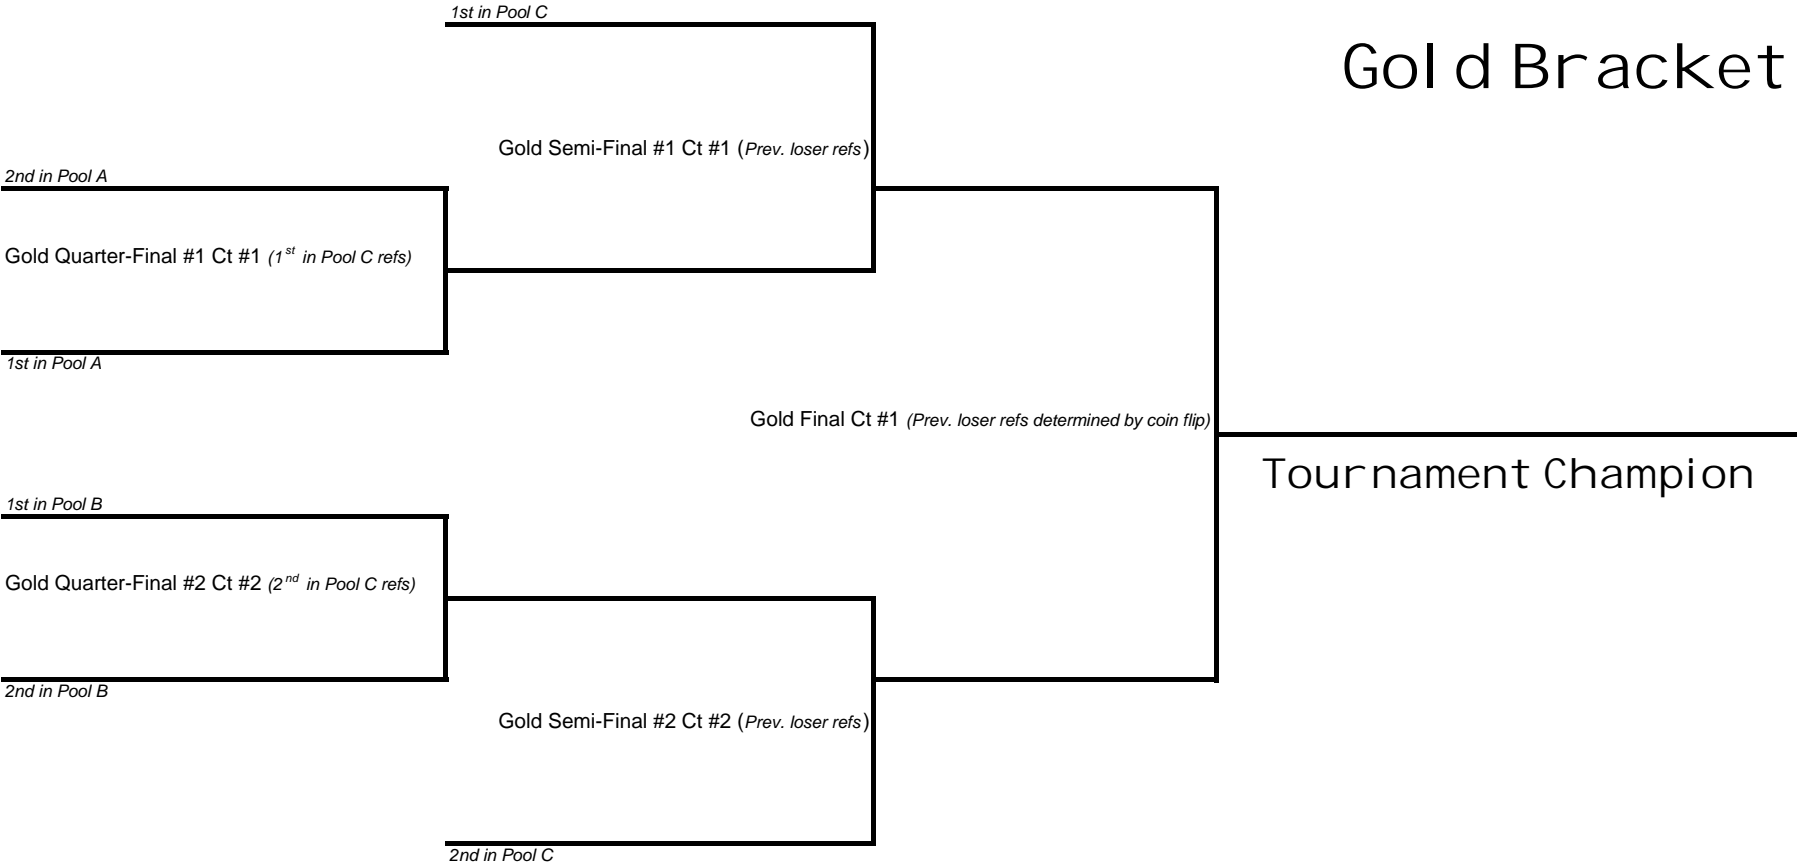 1st in Pool C
Gold Bracket
Gold Semi-Final #1 Ct #1 (Prev. loser refs)
2nd in Pool A
Gold Quarter-Final #1 Ct #1 (1st in Pool C refs)
1st in Pool A
Gold Final Ct #1 (Prev. loser refs determined by coin flip)
Tournament Champion
1st in Pool B
Gold Quarter-Final #2 Ct #2 (2nd in Pool C refs)
2nd in Pool B
Gold Semi-Final #2 Ct #2 (Prev. loser refs)
2nd in Pool C